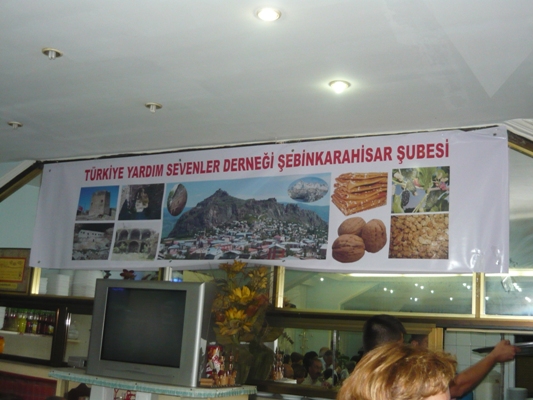 TÜRKİYE YARDIM SEVENLER DERNEĞİ ŞEBİNKARAHİSAR ŞUBESİ